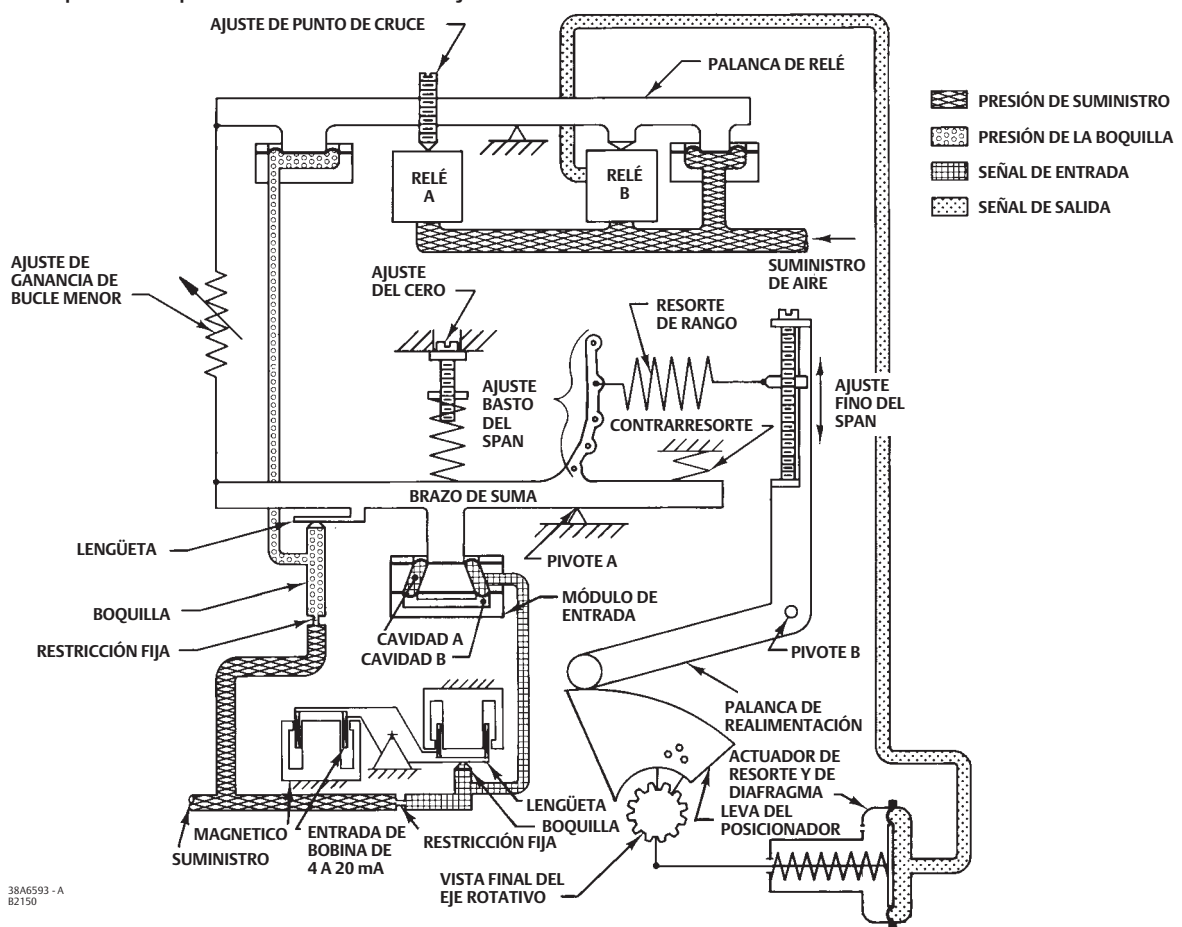 AJUSTE DE PUNTO DE CRUCE
PALANCA DE RELÉ
PRESIÓN DE SUMINISTRO
PRESIÓN DE LA BOQUILLA
SEÑAL DE ENTRADA
SEÑAL DE SALIDA
RELÉ
A
RELÉ
B
SUMINISTRO
DE AIRE
AJUSTE DE
GANANCIA DE
BUCLE MENOR
AJUSTE
DEL CERO
RESORTE
DE RANGO
AJUSTE
BASTO
DEL
SPAN
AJUSTE
FINO DEL
SPAN
CONTRARRESORTE
BRAZO DE SUMA
LENGÜETA
PIVOTE A
BOQUILLA
MÓDULO DE
ENTRADA
CAVIDAD A
CAVIDAD B
RESTRICCIÓN FIJA
PIVOTE B
PALANCA DE
REALIMENTACIÓN
ACTUADOR DE
RESORTE Y DE
DIAFRAGMA
LEVA DEL
POSICIONADOR
LENGÜETA
BOQUILLA
RESTRICCIÓN FIJA
MAGNETICO
SUMINISTRO
ENTRADA DE
BOBINA DE
4 A 20 mA
VISTA FINAL DEL
EJE ROTATIVO
38A6593 - A
B2150